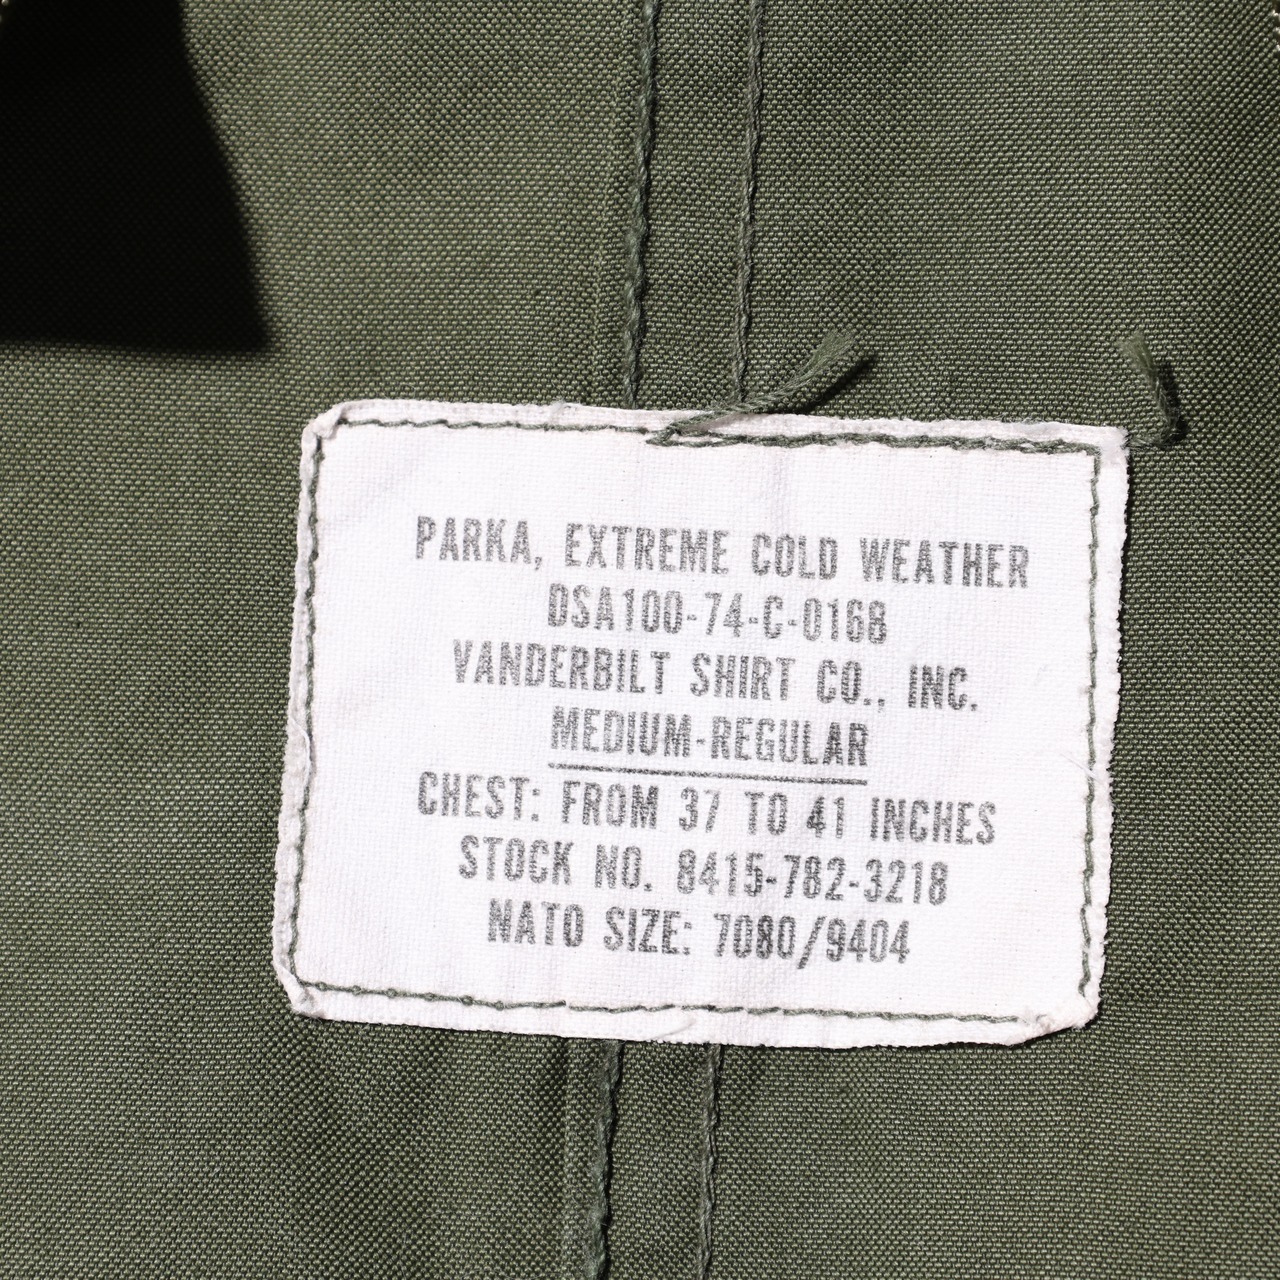 PARKA, EXTREME COLD WEATHER
DSA100-74-C-0168
VANDERBILT SHIRT CO., INC.
MEDIUM-REGULAR
CHEST: FROM 37 TO 41 INCHES
STOCK NO. 8415-782-3218
NATO SIZE: 7080/9404